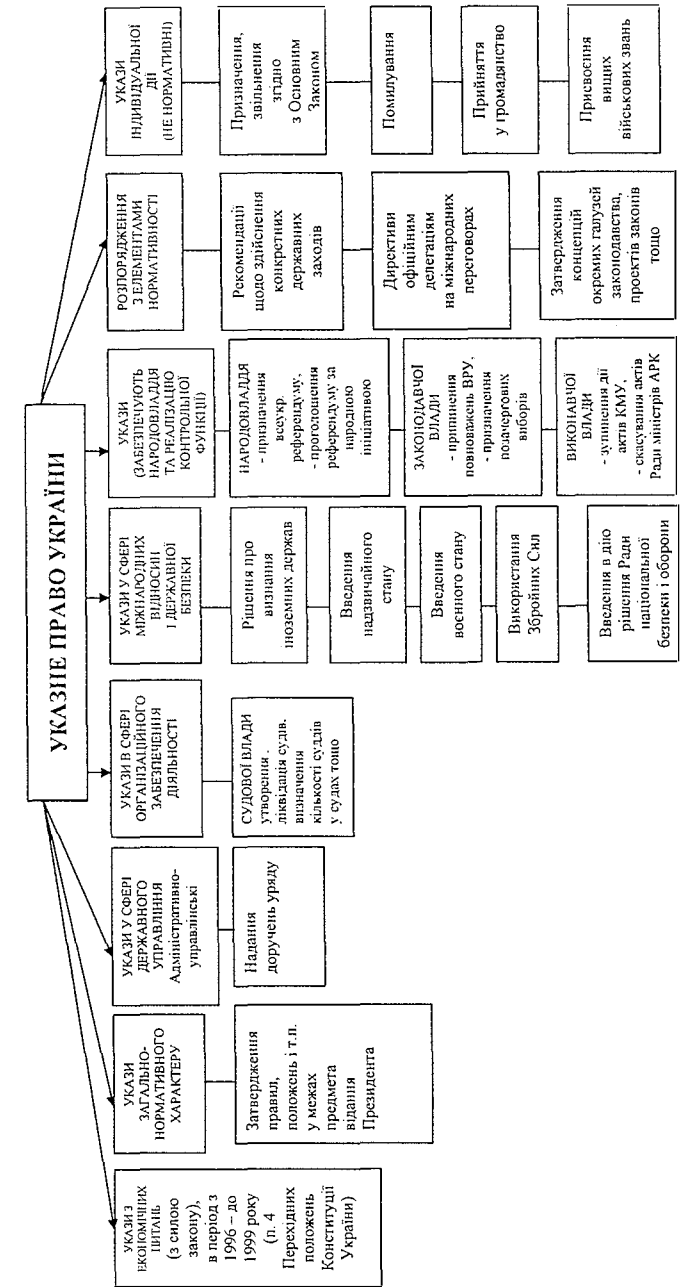 УКАЗНЕ ПРАВО УКРАЇНИ
УКАЗИ З
ЕКОНОМІЧНИХ
ПИТАНЬ
(з силою
закону),
в період з
1996 – до
1999 року
(п. 4
Перехідних
положень
Конституції
України)
УКАЗИ
ЗАГАЛЬНО-
НОРМАТИВНОГО
ХАРАКТЕРУ
Затвердження
правил,
положень і т.п.
у межах
предмета
відання
Президента
УКАЗИ У СФЕРІ
ДЕРЖАВНОГО
УПРАВЛІННЯ
Адміністративно-
управлінські
Надання
доручень уряду
УКАЗИ В СФЕРІ
ОРГАНІЗАЦІЙНОГО
ЗАБЕЗПЕЧЕННЯ
ДІЯЛЬНОСТІ
СУДОВОЇ ВЛАДИ
утворення.
ліквідація судів.
визначення
кількості суддів
у судах тощо
УКАЗИ У СФЕРІ
МІЖНАРОДНИХ
ВІДНОСИН
І ДЕРЖАВНОЇ
БЕЗПЕКИ
Рішення про
визнання
іноземних держав
Введення
надзвичайного
стану
Введення
воєнного стану
Використання
Збройних Сил
Введення в дію
рішення Ради
національної
безпеки і оборони
УКАЗИ
(ЗАБЕЗПЕЧУЮТЬ
НАРОДОВЛАДДЯ
ТА РЕАЛІЗАЦІЮ
КОНТРОЛЬНОЇ
ФУНКЦІЇ)
НАРОДОВЛАДДЯ
- призначення
всеукр.
референдуму,
- проголошення
референдуму за
народною
ініціативою
ЗАКОНОДАВЧОЇ
ВЛАДИ
- припинення
повноважень ВРУ,
- призначення
позачергових
виборів
ВИКОНАВЧОЇ
ВЛАДИ
- зупинення дії
актів КМУ,
- скасування актів
Ради міністрів АРК
РОЗПОРЯДЖЕННЯ
З ЕЛЕМЕНТАМИ
НОРМАТИВНОСТІ
Рекомендації
щодо здійснення
конкретних
державних
заходів
Директиви
офіційним
делегаціям
на міжнародних
переговорах
Затвердження
концепцій
окремих галузей
законодавства,
проектів законів
тощо
УКАЗИ
ІНДИВІДУАЛЬНОЇ
ДІЇ
(НЕ НОРМАТИВНІ)
Призначення,
звільнення
згідно
з Основним
Законом
Помилування
Прийняття
у громадянство
Присвоєння
вищих
військових звань